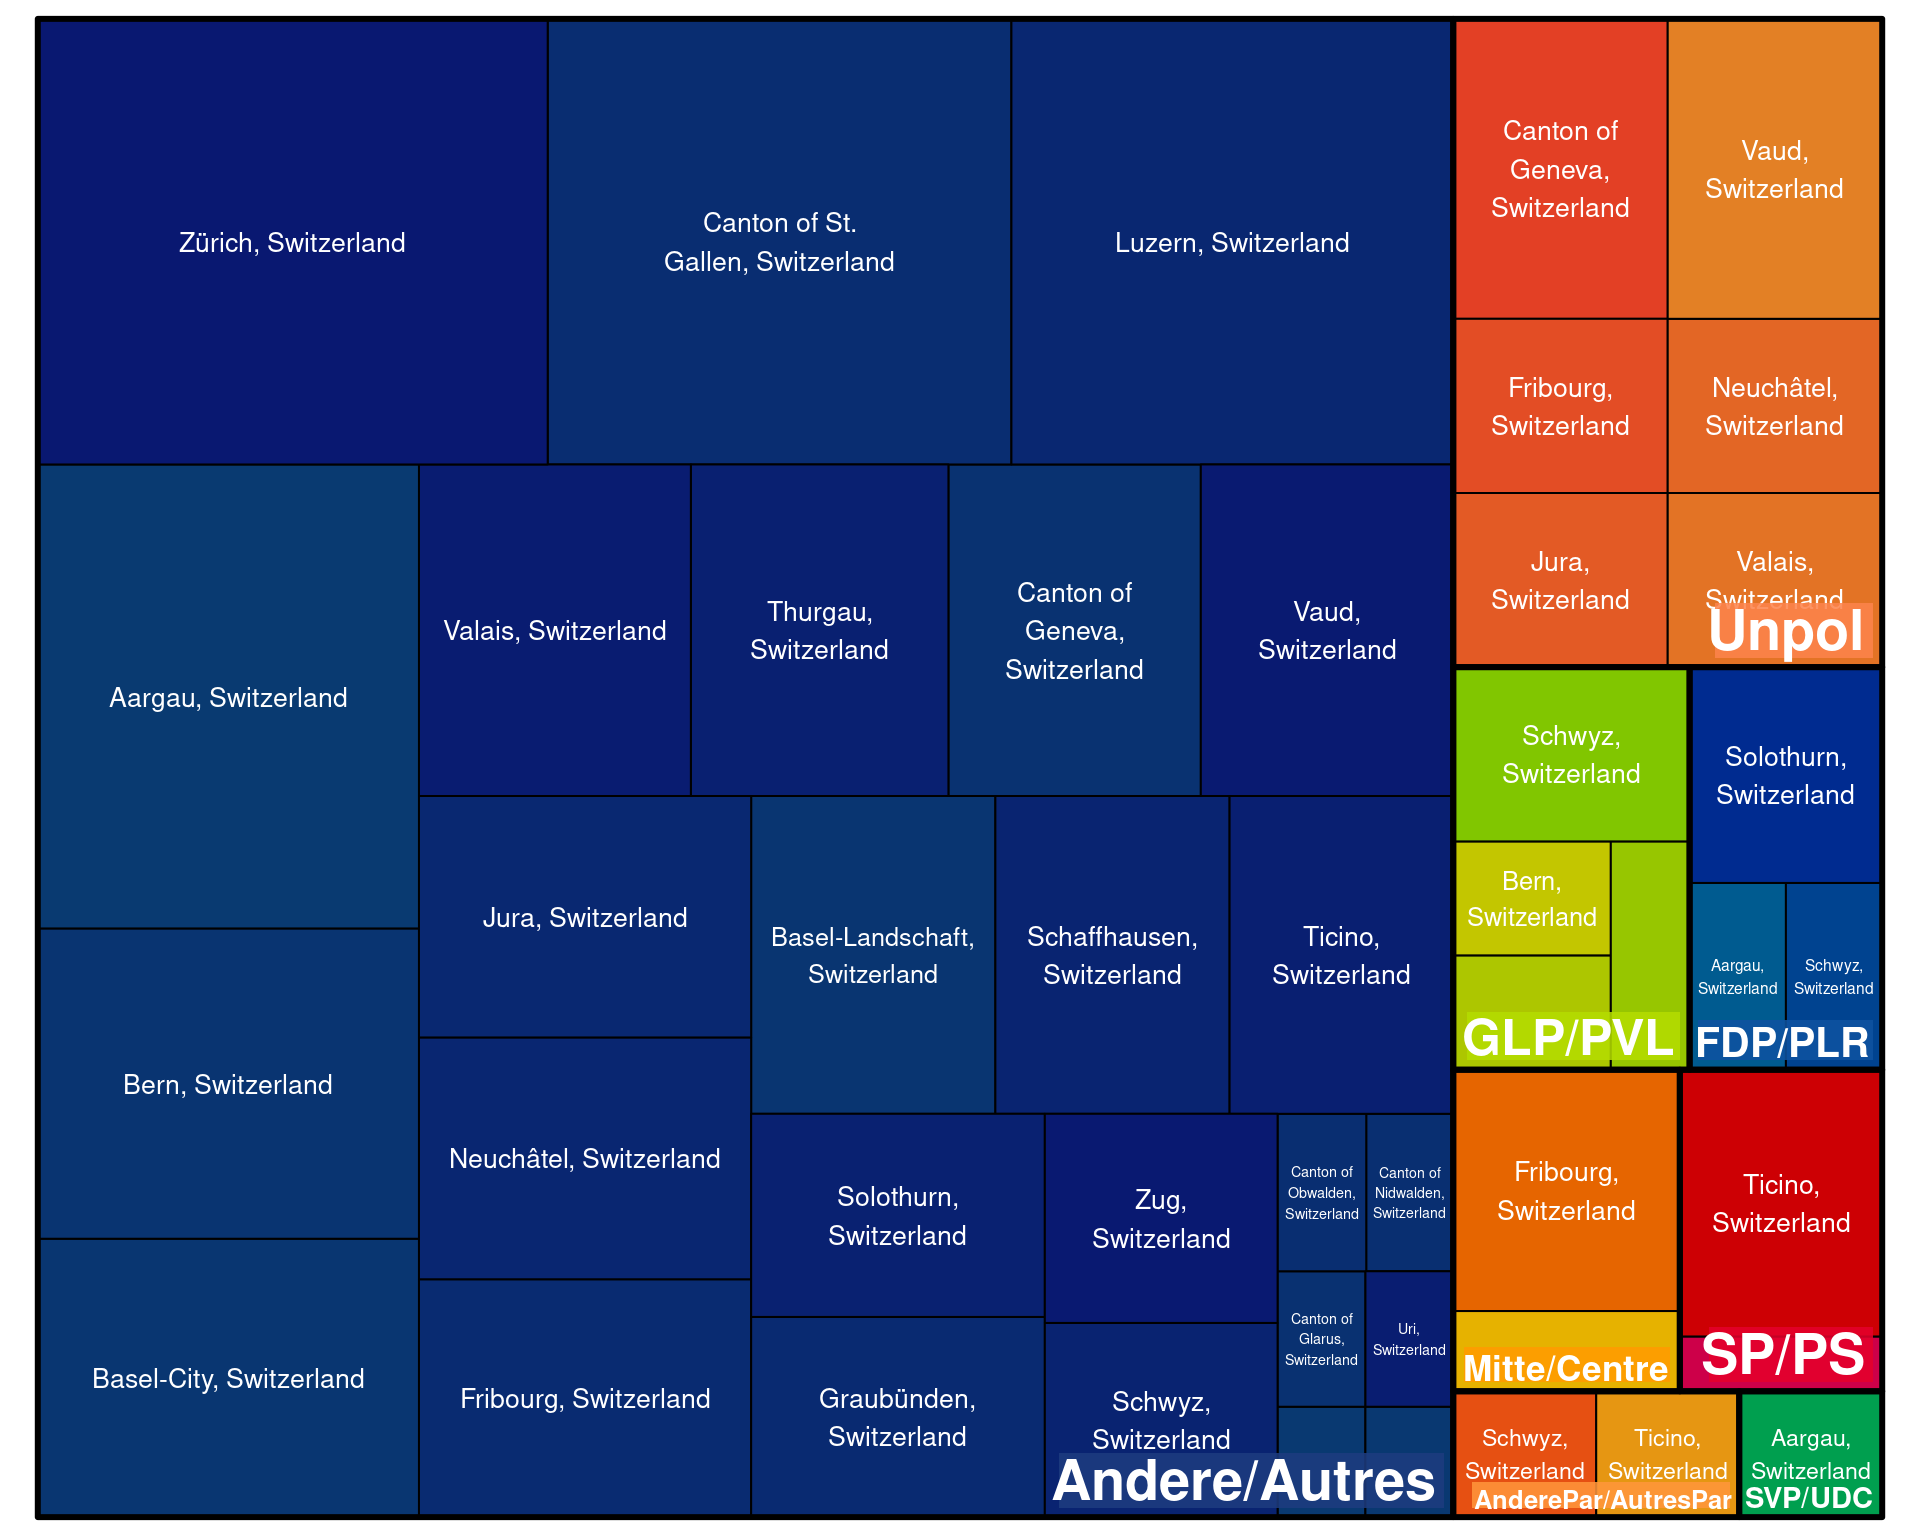 Zürich, Switzerland
Canton of St.
Gallen, Switzerland
Luzern, Switzerland
Aargau, Switzerland
Valais, Switzerland
Thurgau,
Switzerland
Canton of
Geneva,
Switzerland
Vaud,
Switzerland
Bern, Switzerland
Basel-City, Switzerland
Jura, Switzerland
Neuchâtel, Switzerland
Fribourg, Switzerland
Basel-Landschaft,
Switzerland
Schaffhausen,
Switzerland
Ticino,
Switzerland
Solothurn,
Switzerland
Graubünden,
Switzerland
Zug,
Switzerland
Schwyz,
Switzerland
Canton of
Obwalden,
Switzerland
Canton of
Nidwalden,
Switzerland
Canton of
Glarus,
Switzerland
Uri,
Switzerland
Andere/Autres
Canton of
Geneva,
Switzerland
Vaud,
Switzerland
Fribourg,
Switzerland
Neuchâtel,
Switzerland
Jura,
Switzerland
Valais,
Switzerland
Unpol
Schwyz,
Switzerland
Bern,
Switzerland
GLP/PVL
Solothurn,
Switzerland
Aargau,
Switzerland
Schwyz,
Switzerland
FDP/PLR
Fribourg,
Switzerland
Mitte/Centre
Ticino,
Switzerland
SP/PS
Schwyz,
Switzerland
Ticino,
Switzerland
AnderePar/AutresPar
Aargau,
Switzerland
SVP/UDC